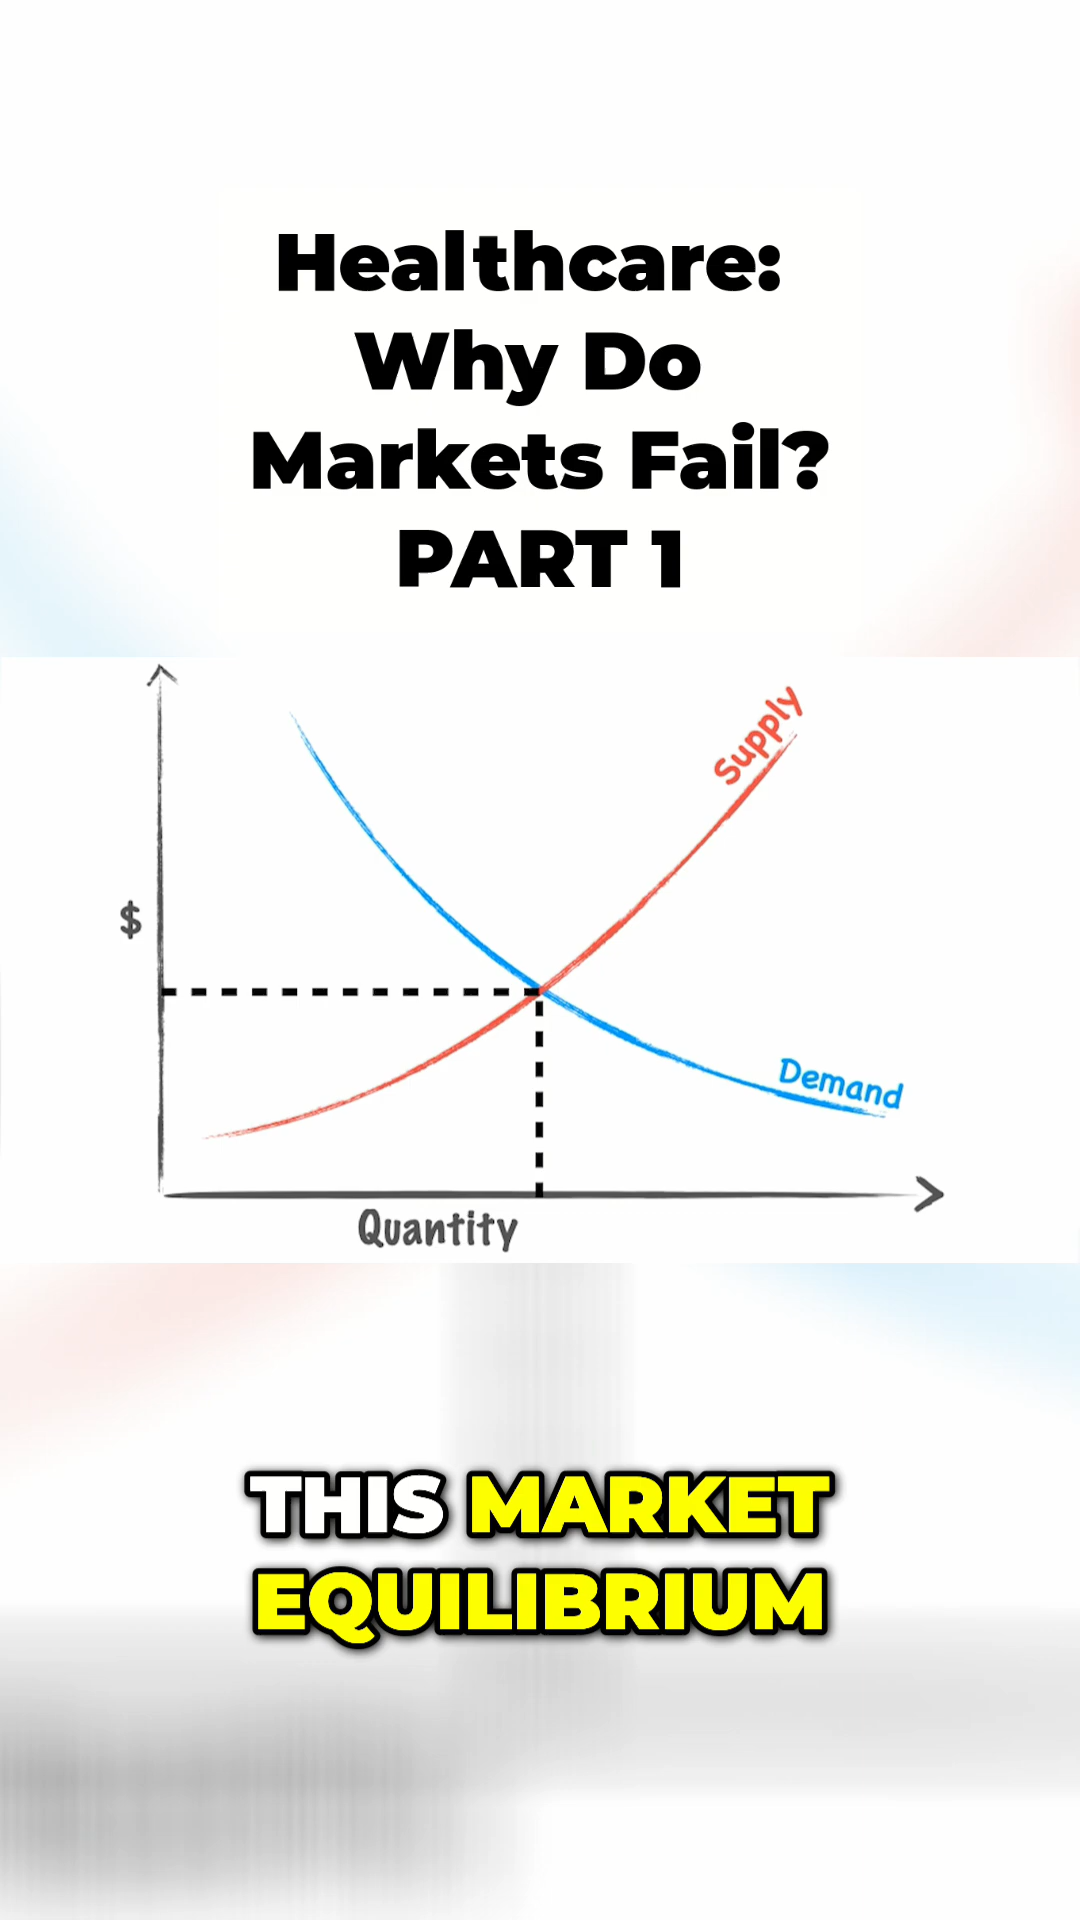 Healthcare:
Why Do
Markets Fail?
PART 1
Supply
$
Demand
Quantity
THIS MARKET
EQUILIBRIUM